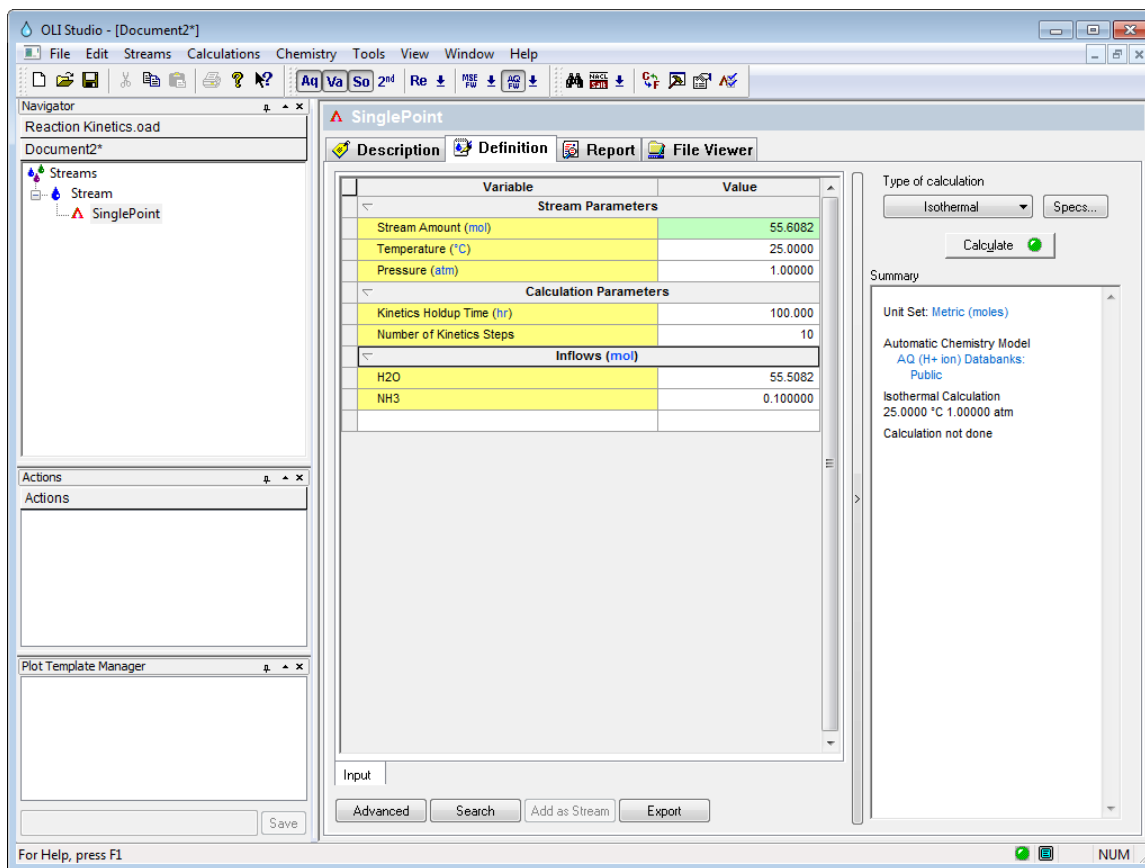 OLI Studio - [Document2*]
File Edit Streams Calculations Chemistry Tools View Window Help
Aq Va So 2nd Re MSE FW AQ FW NACL
Navigator
Reaction Kinetics.oad
Document2*
Streams
Stream
SinglePoint
Actions
Actions
Plot Template Manager
Save
SinglePoint
Description Definition Report File Viewer
Variable Value
Stream Parameters
Stream Amount (mol) 55.6082
Temperature (°C) 25.0000
Pressure (atm) 1.00000
Calculation Parameters
Kinetics Holdup Time (hr) 100.000
Number of Kinetics Steps 10
Inflows (mol)
H2O 55.5082
NH3 0.100000
Input
Advanced Search Add as Stream Export
Type of calculation
Isothermal Specs...
Calculate
Summary
Unit Set: Metric (moles)
Automatic Chemistry Model
AQ (H+ ion) Databanks:
Public
Isothermal Calculation
25.0000 °C 1.00000 atm
Calculation not done
For Help, press F1 NUM